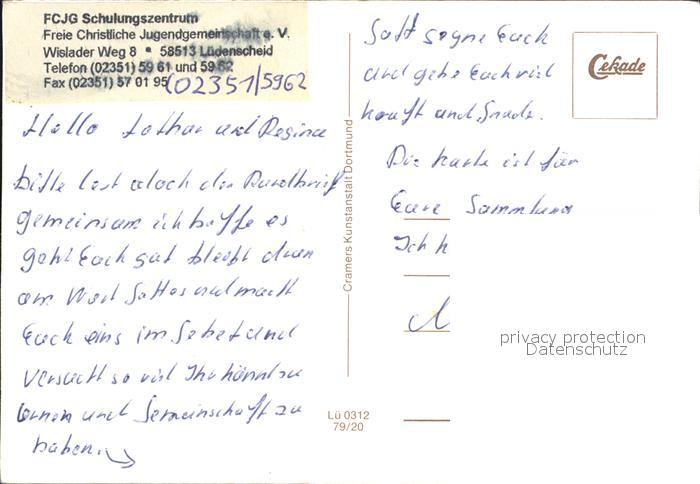 FCJG Schulungszentrum
Freie Christliche Jugendgemeinschaft e. V.
Wislader Weg 8 * 58513 Lüdenscheid
Telefon (02351) 59 61 und 59 62
Fax (02351) 57 01 95 (02351/5962
Hallo Lothar und Regina
bitte lest doch den Rundbrief
gemeinsam ich hoffe es
geht Euch gut bleibt dran
am Wort Gottes und macht
Euch eins im Gebet und
versucht so viel Ihr könnt zu
lernen und Gemeinschaft zu
haben. →
Gott segne Euch
und gebe Euch viel
Kraft und Gnade.
Die Karte ist für
Eure Sammlung
Ich h
Cekade
Cramers Kunstanstalt Dortmund
Lü 0312
79/20
privacy protection
Datenschutz